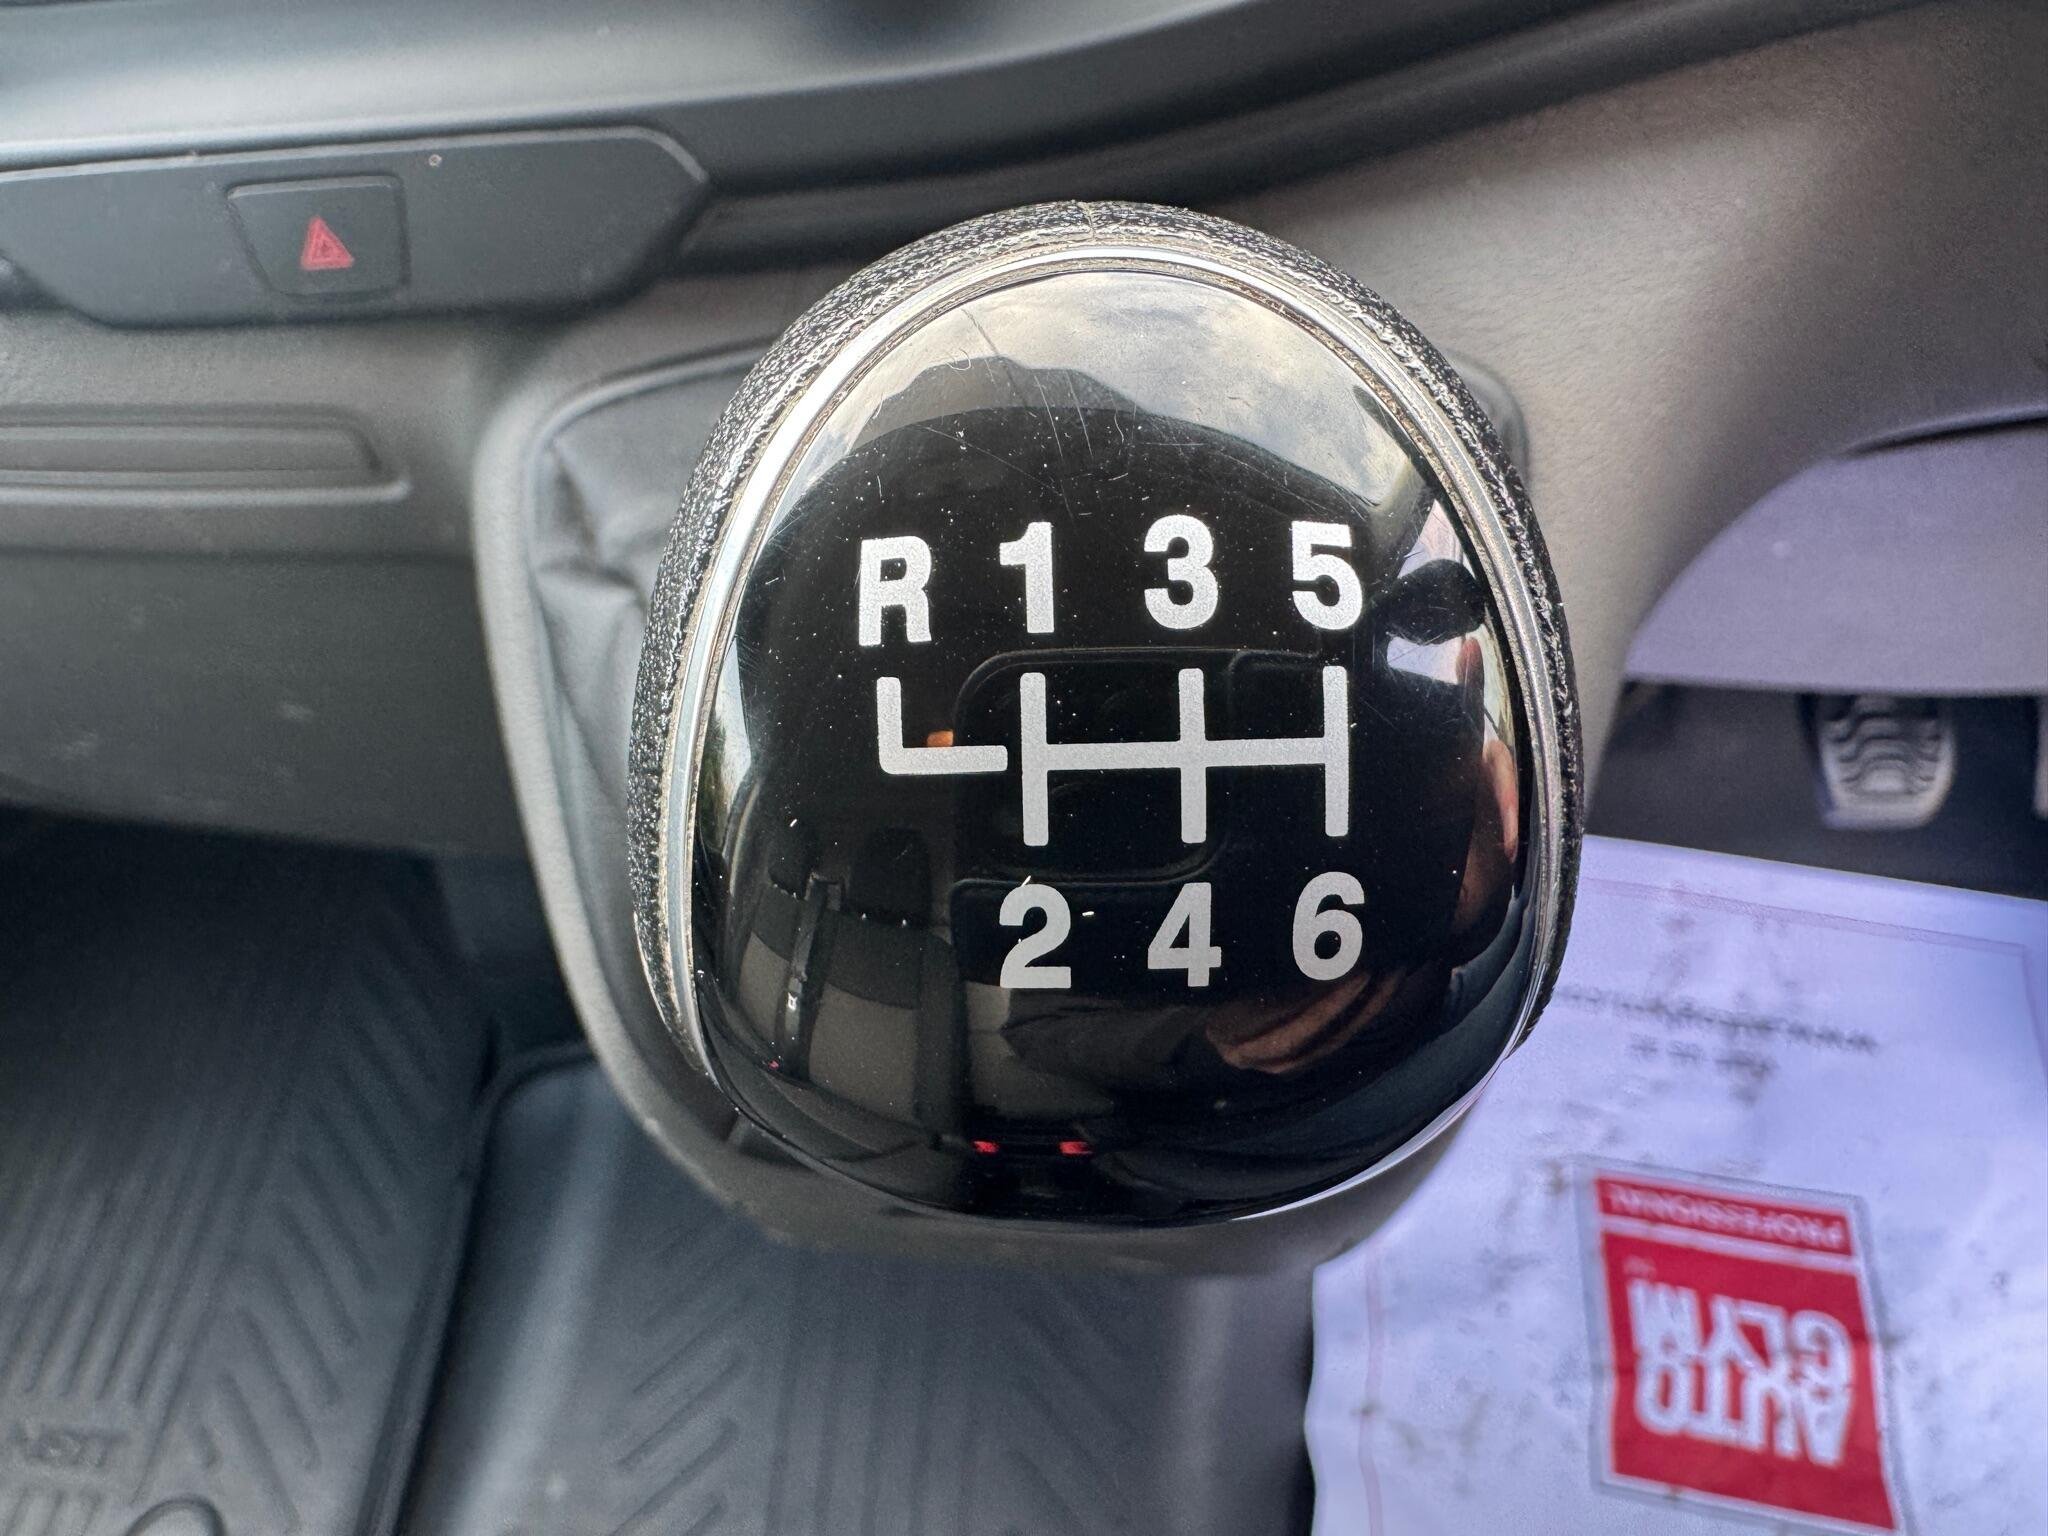 R 1 3 5
2 4 6
PROFESSIONAL
AUTO
GLYM